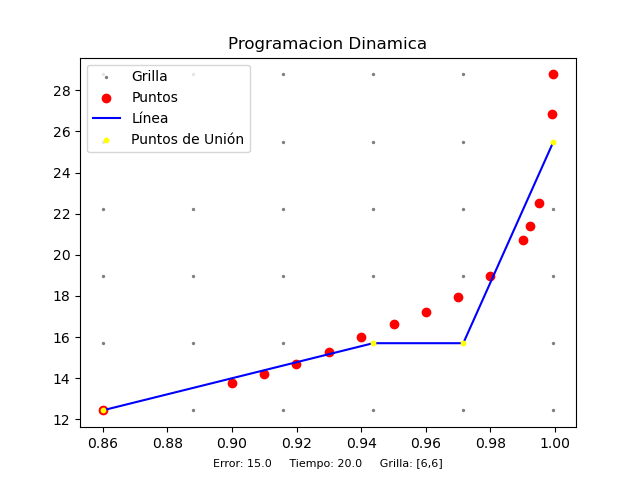 Programacion Dinamica
Grilla
Puntos
Línea
Puntos de Unión
28
26
24
22
20
18
16
14
12
0.86 0.88 0.90 0.92 0.94 0.96 0.98 1.00
Error: 15.0 Tiempo: 20.0 Grilla: [6,6]